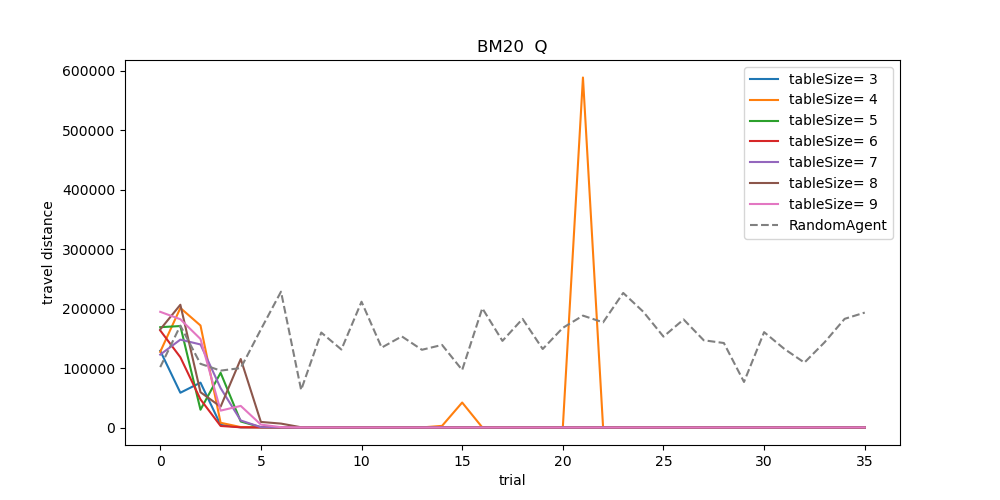 BM20  Q
600000
500000
400000
300000
200000
100000
0
travel distance
tableSize= 3
tableSize= 4
tableSize= 5
tableSize= 6
tableSize= 7
tableSize= 8
tableSize= 9
RandomAgent
0 5 10 15 20 25 30 35
trial